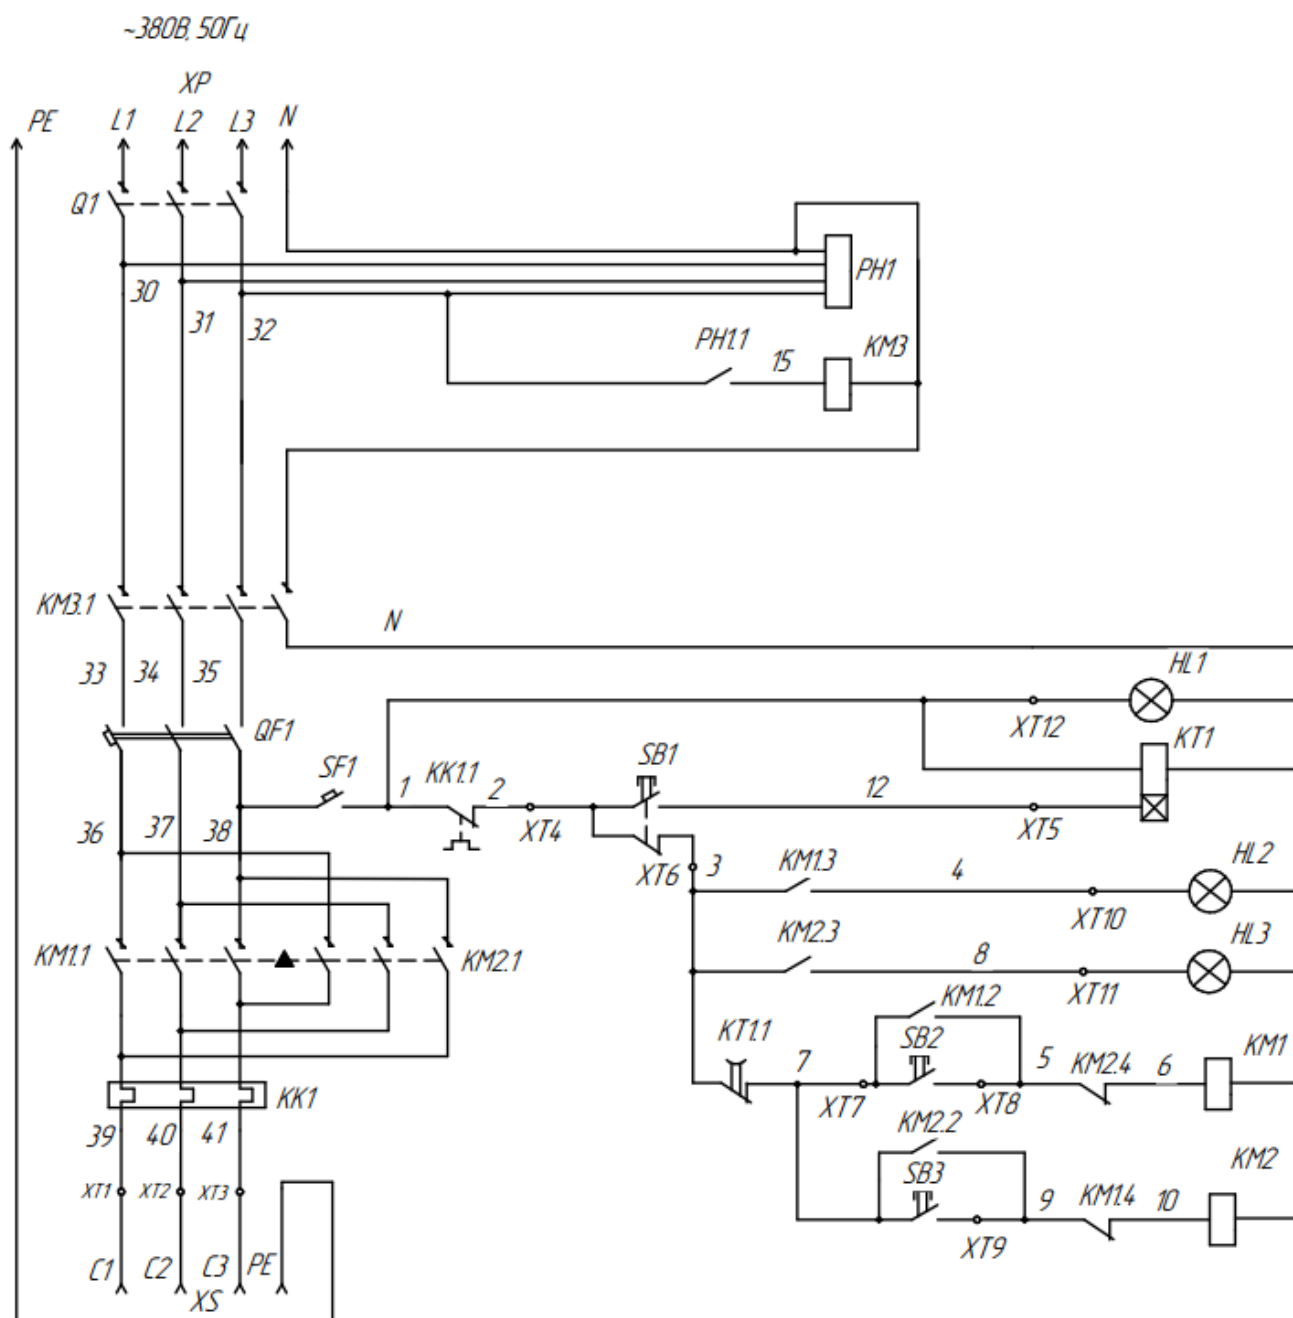 ~380В, 50Гц
XP
PE L1 L2 L3 N
Q1
PH1
30
31
32
PH1.1 15 KM3
KM3.1
N
33 34 35
HL1
XT12
QF1
KT1
SF1
1 KK1.1 2
SB1
12
XT4
XT5
36 37 38
XT6 3
KM1.3 4
HL2
XT10
KM1.1
KM2.1
KM2.3 8
HL3
XT11
KM1.2
KT1.1
7
SB2
5 KM2.4 6
KM1
XT7
XT8
KK1
39 40 41
KM2.2
KM2
SB3
XT1 XT2 XT3
9 KM1.4 10
XT9
C1 C2 C3 PE
XS